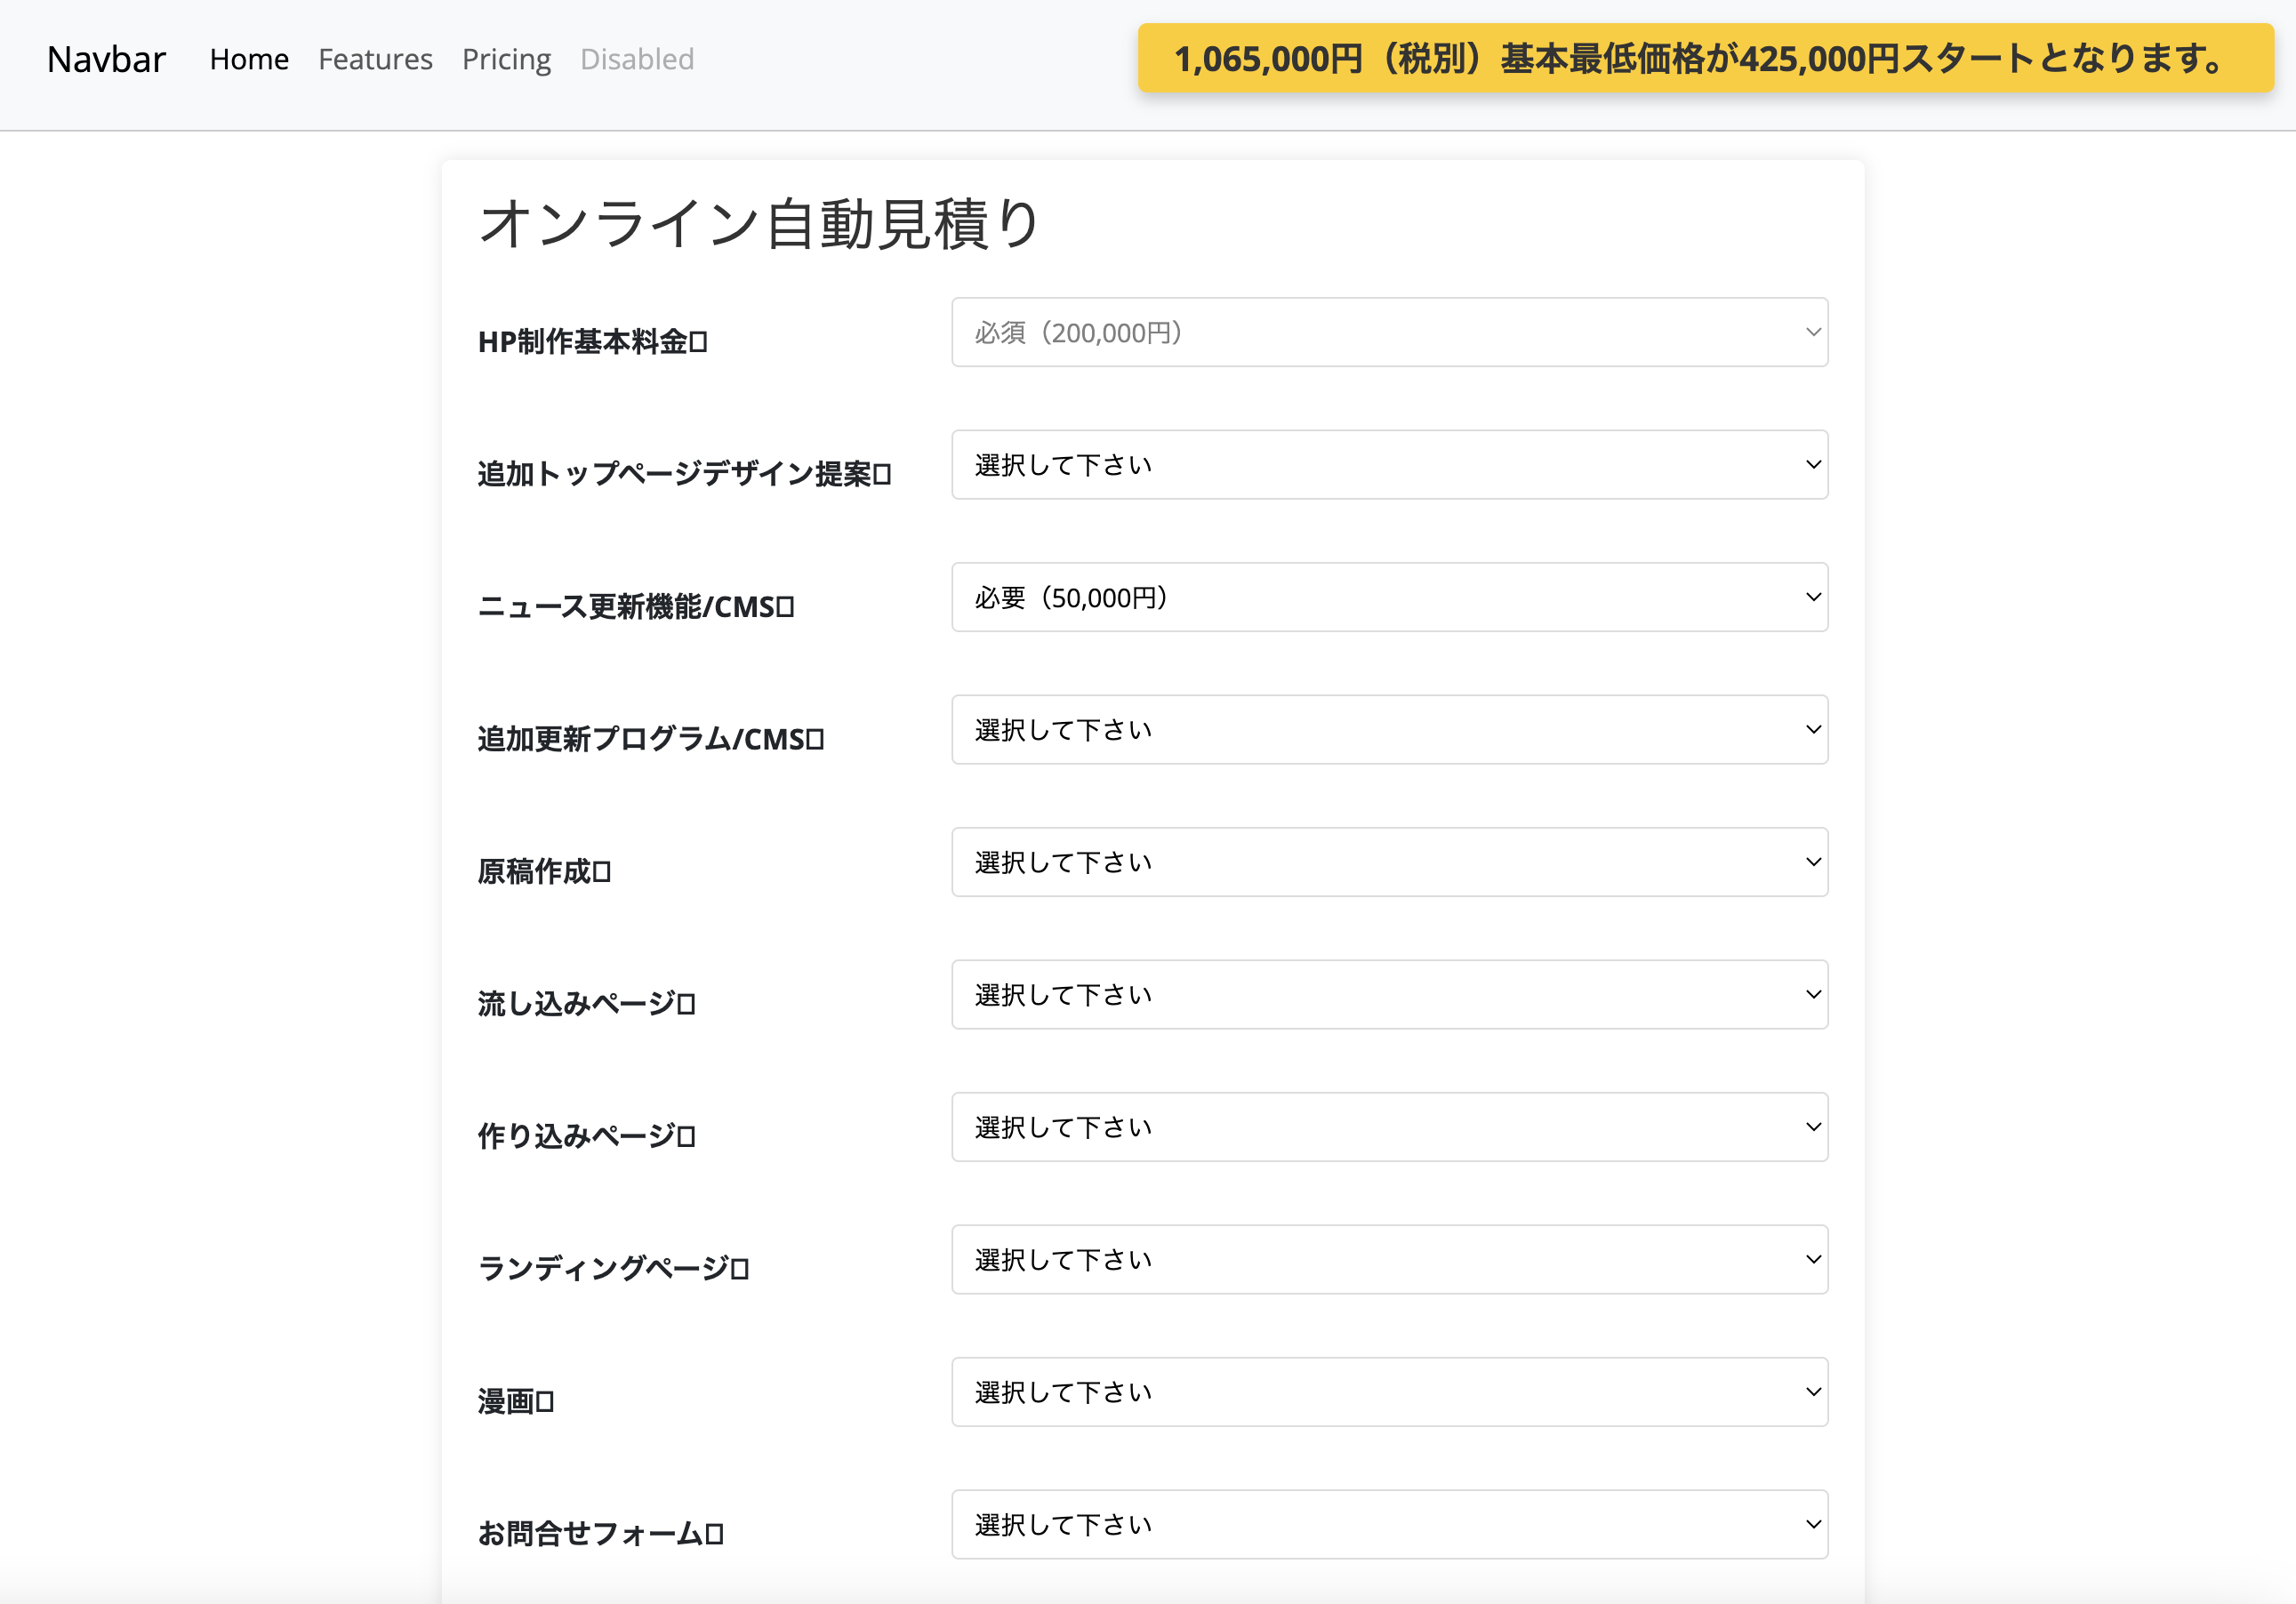 Navbar Home Features Pricing Disabled 1,065,000円（税別）基本最低価格が425,000円スタートとなります。
オンライン自動見積り
HP制作基本料金 必須（200,000円）
追加トップページデザイン提案 選択して下さい
ニュース更新機能/CMS 必要（50,000円）
追加更新プログラム/CMS 選択して下さい
原稿作成 選択して下さい
流し込みページ 選択して下さい
作り込みページ 選択して下さい
ランディングページ 選択して下さい
漫画 選択して下さい
お問合せフォーム 選択して下さい